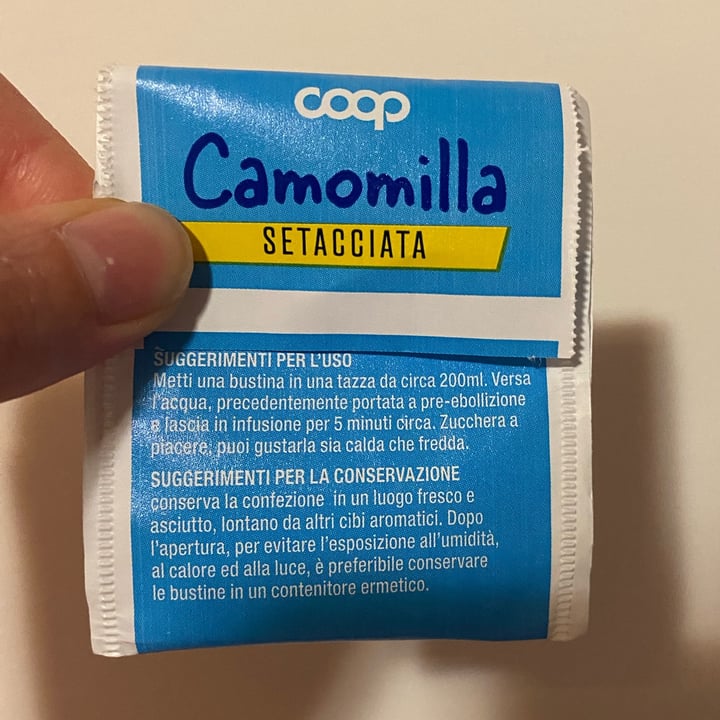 coop
Camomilla
SETACCIATA
SUGGERIMENTI PER L'USO
Metti una bustina in una tazza da circa 200ml. Versa
l'acqua, precedentemente portata a pre-ebollizione
e lascia in infusione per 5 minuti circa. Zucchera a
piacere; puoi gustarla sia calda che fredda.
SUGGERIMENTI PER LA CONSERVAZIONE
conserva la confezione in un luogo fresco e
asciutto, lontano da altri cibi aromatici. Dopo
l'apertura, per evitare l'esposizione all'umidità,
al calore ed alla luce, è preferibile conservare
le bustine in un contenitore ermetico.